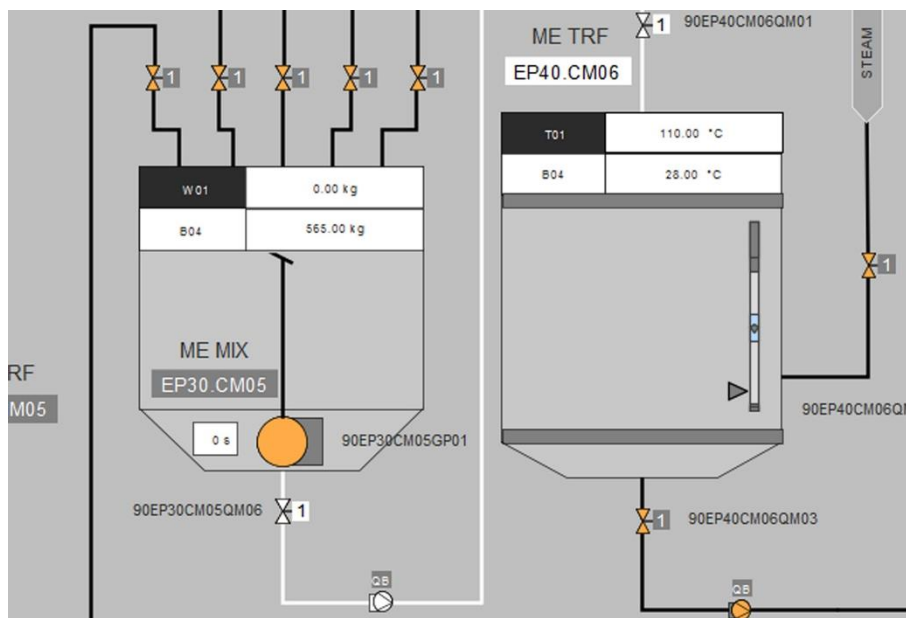 ME TRF
EP40.CM06
1
90EP40CM06QM01
STEAM
1
1
1
1
1
T01
110.00 °C
B04
28.00 °C
W01
0.00 kg
B04
565.00 kg
1
ME MIX
EP30.CM05
RF
M05
90EP40CM06QM
0 s
90EP30CM05GP01
90EP30CM05QM06
1
1
90EP40CM06QM03
QB
QB